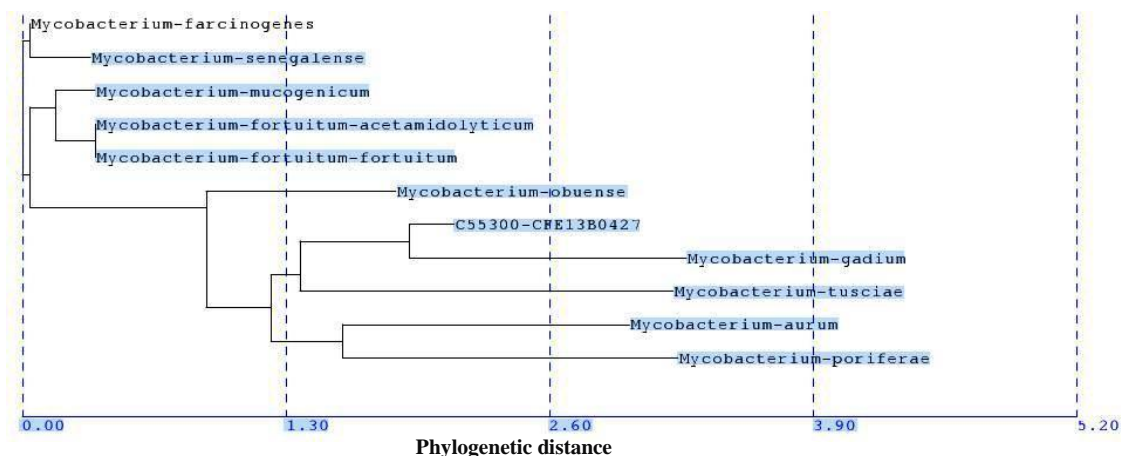 Mycobacterium-farcinogenes
Mycobacterium-senegalense
Mycobacterium-mucogenicum
Mycobacterium-fortuitum-acetamidolyticum
Mycobacterium-fortuitum-fortuitum
Mycobacterium-obuense
C55300-CFE13B0427
Mycobacterium-gadium
Mycobacterium-tusciae
Mycobacterium-aurum
Mycobacterium-poriferae
0.00 1.30 2.60 3.90 5.20
Phylogenetic distance